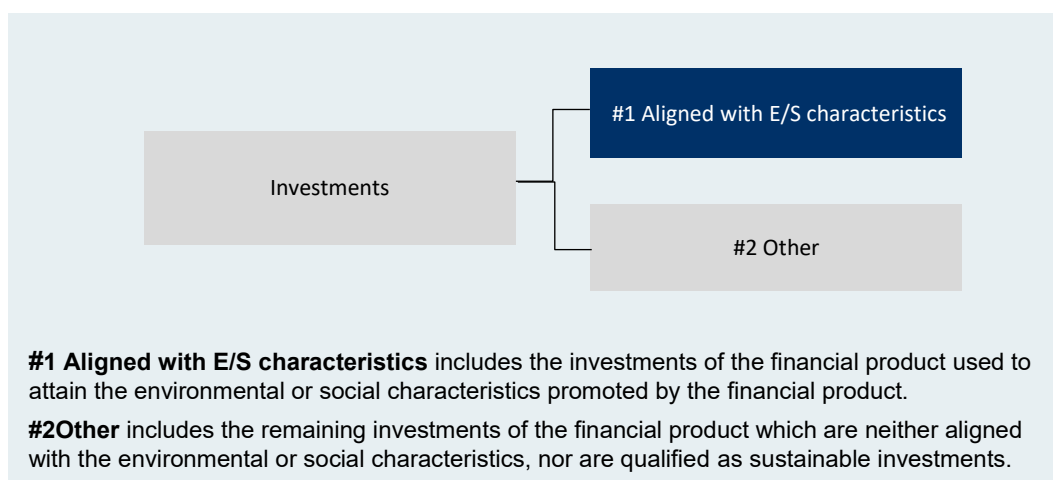 #1 Aligned with E/S characteristics
Investments
#2 Other
#1 Aligned with E/S characteristics includes the investments of the financial product used to
attain the environmental or social characteristics promoted by the financial product.
#2Other includes the remaining investments of the financial product which are neither aligned
with the environmental or social characteristics, nor are qualified as sustainable investments.